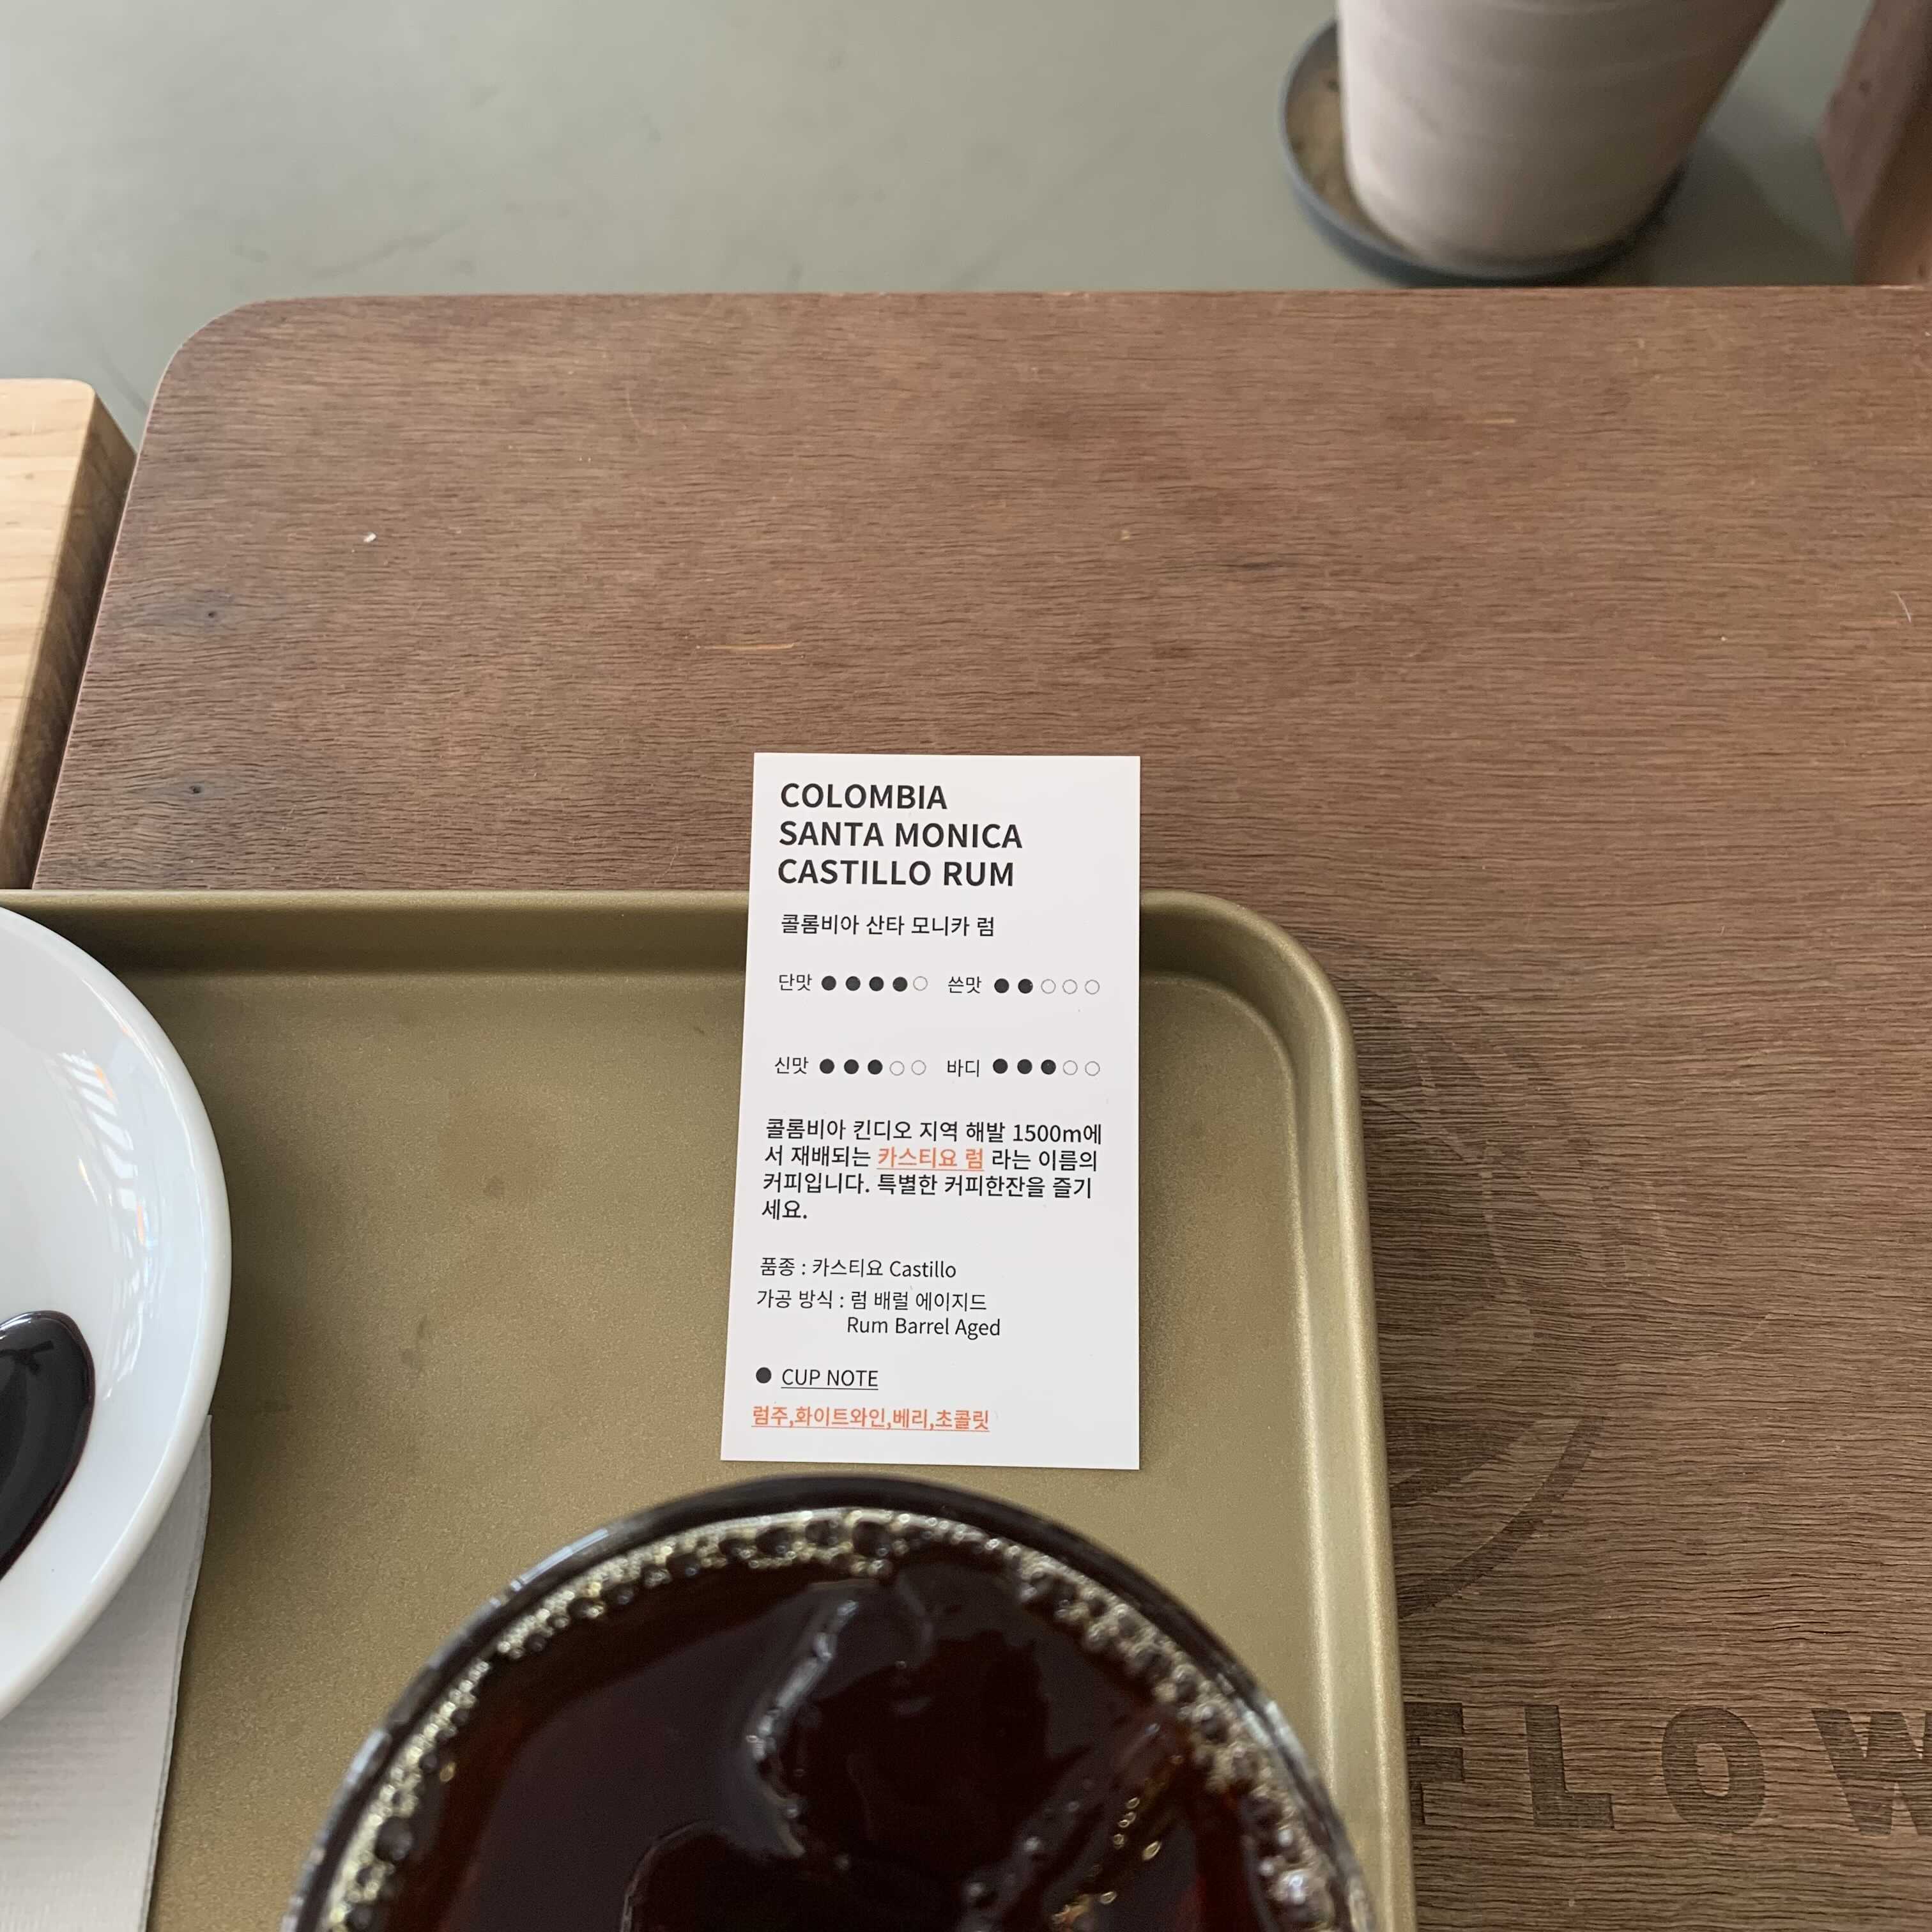 COLOMBIA
SANTA MONICA
CASTILLO RUM
콜롬비아 산타 모니카 럼
단맛 ●●●●○ 쓴맛 ●●○○○
신맛 ●●●○○ 바디 ●●●○○
콜롬비아 킨디오 지역 해발 1500m에
서 재배되는 카스티요 럼 라는 이름의
커피입니다. 특별한 커피한잔을 즐기
세요.
품종 : 카스티요 Castillo
가공 방식 : 럼 배럴 에이지드
Rum Barrel Aged
● CUP NOTE
럼주,화이트와인,베리,초콜릿
FLOW